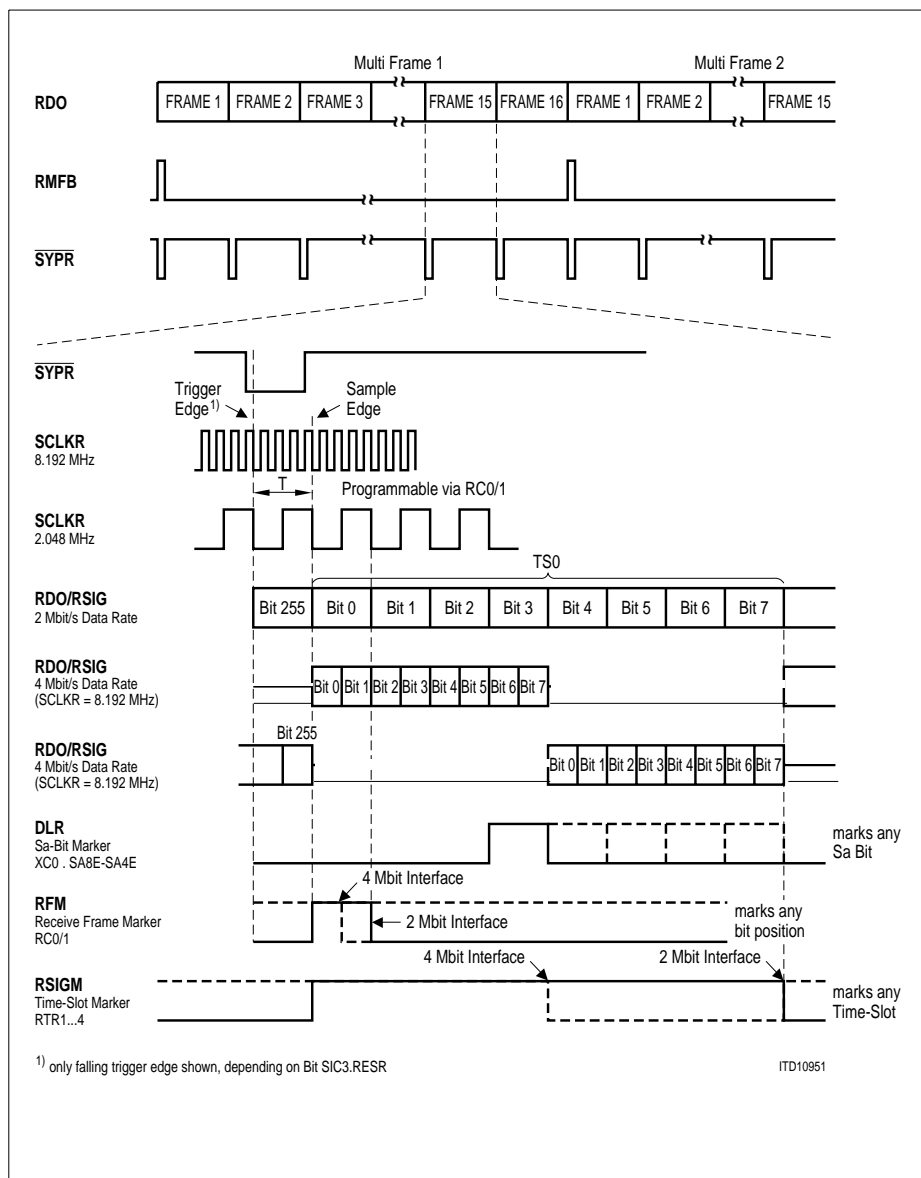 Multi Frame 1 Multi Frame 2
RDO FRAME 1 FRAME 2 FRAME 3 FRAME 15 FRAME 16 FRAME 1 FRAME 2 FRAME 15
RMFB
SYPR
SYPR
Trigger Edge 1) Sample Edge
SCLKR
8.192 MHz
T Programmable via RC0/1
SCLKR
2.048 MHz
TS0
RDO/RSIG
2 Mbit/s Data Rate
Bit 255 Bit 0 Bit 1 Bit 2 Bit 3 Bit 4 Bit 5 Bit 6 Bit 7
RDO/RSIG
4 Mbit/s Data Rate
(SCLKR = 8.192 MHz)
Bit 0 Bit 1 Bit 2 Bit 3 Bit 4 Bit 5 Bit 6 Bit 7
Bit 255
RDO/RSIG
4 Mbit/s Data Rate
(SCLKR = 8.192 MHz)
Bit 0 Bit 1 Bit 2 Bit 3 Bit 4 Bit 5 Bit 6 Bit 7
DLR
Sa-Bit Marker
XC0 . SA8E-SA4E
marks any
Sa Bit
4 Mbit Interface
RFM
Receive Frame Marker
RC0/1
2 Mbit Interface
marks any
bit position
4 Mbit Interface 2 Mbit Interface
RSIGM
Time-Slot Marker
RTR1...4
marks any
Time-Slot
1) only falling trigger edge shown, depending on Bit SIC3.RESR
ITD10951